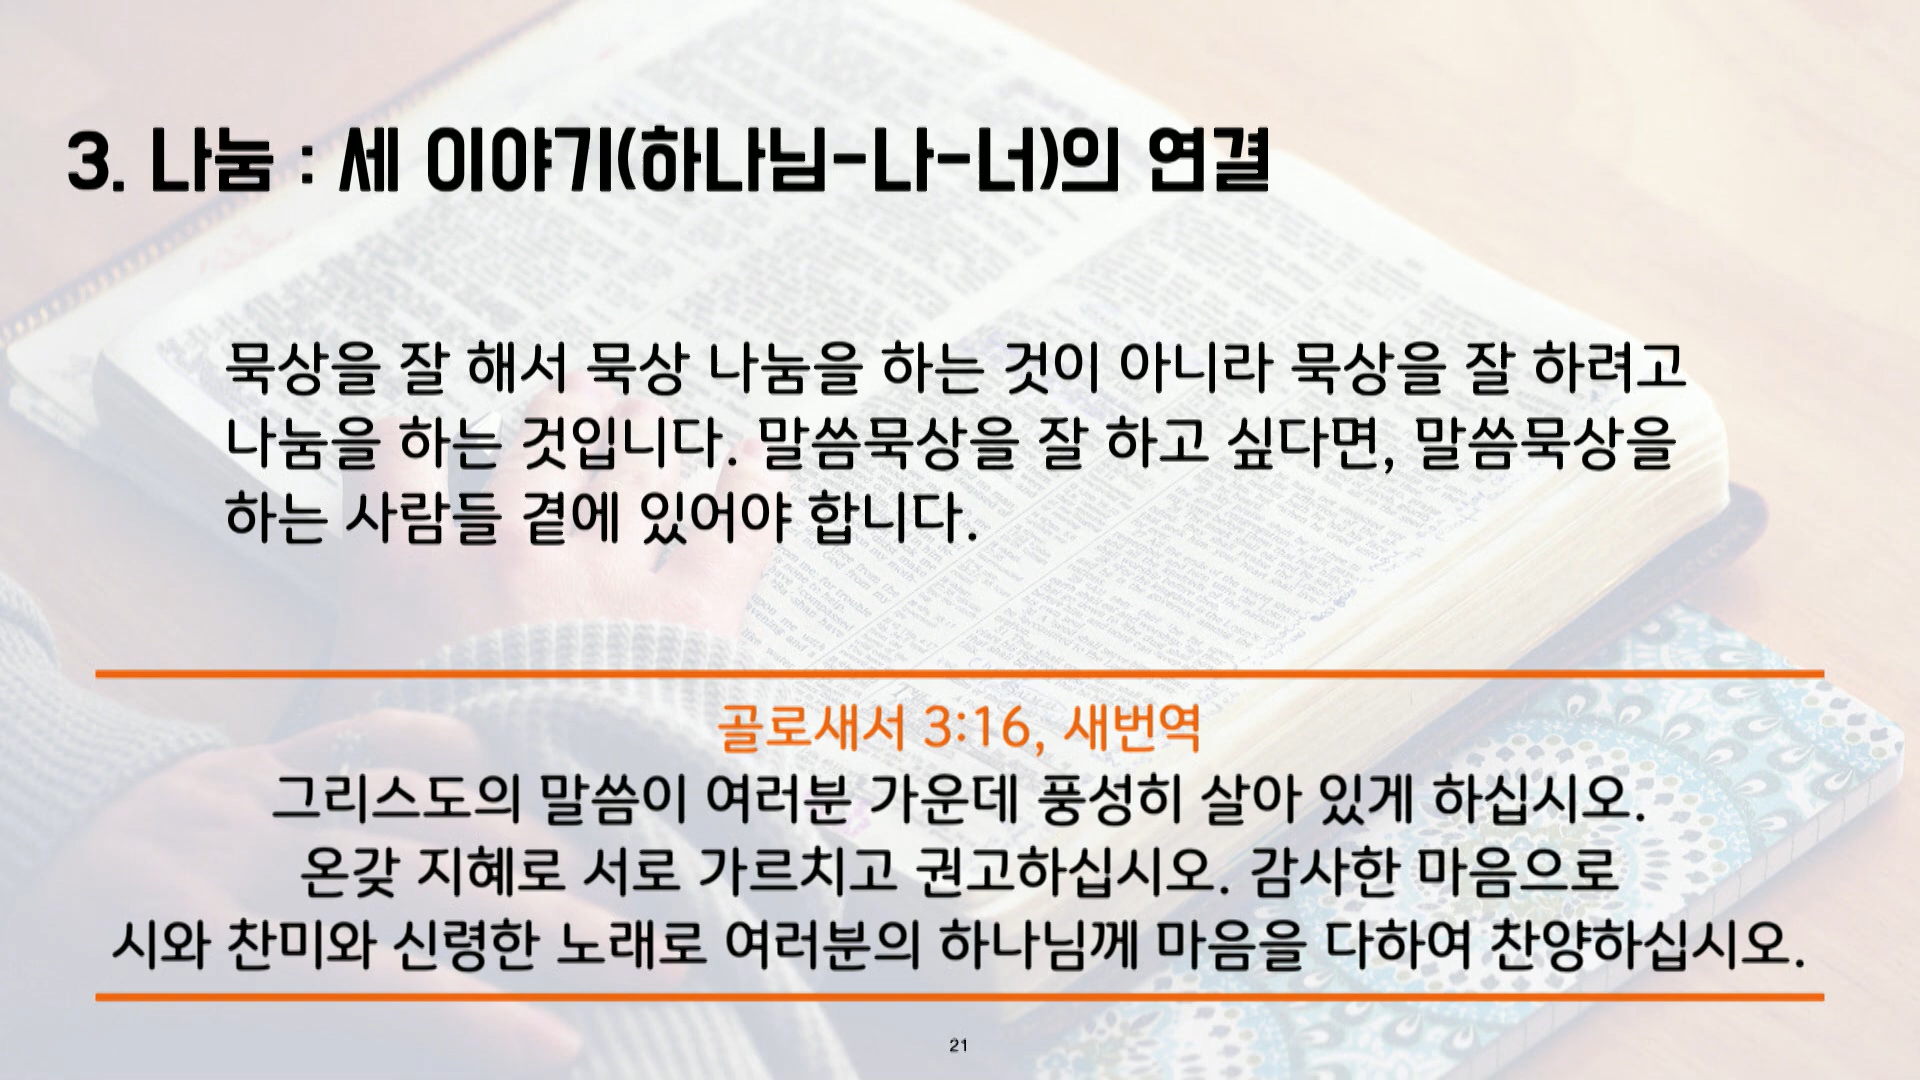 3. 나눔 : 세 이야기(하나님-나-너)의 연결
묵상을 잘 해서 묵상 나눔을 하는 것이 아니라 묵상을 잘 하려고
나눔을 하는 것입니다. 말씀묵상을 잘 하고 싶다면, 말씀묵상을
하는 사람들 곁에 있어야 합니다.
골로새서 3:16, 새번역
그리스도의 말씀이 여러분 가운데 풍성히 살아 있게 하십시오.
온갖 지혜로 서로 가르치고 권고하십시오. 감사한 마음으로
시와 찬미와 신령한 노래로 여러분의 하나님께 마음을 다하여 찬양하십시오.
21